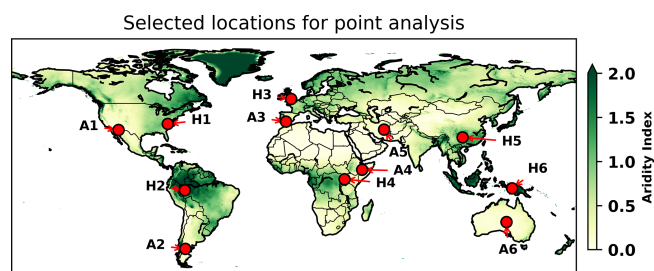 Selected locations for point analysis
H3
A1
H1
A3
H5
A5
A4
H6
H2
H4
A2
A6
2.0
1.5
1.0
0.5
0.0
Aridity Index